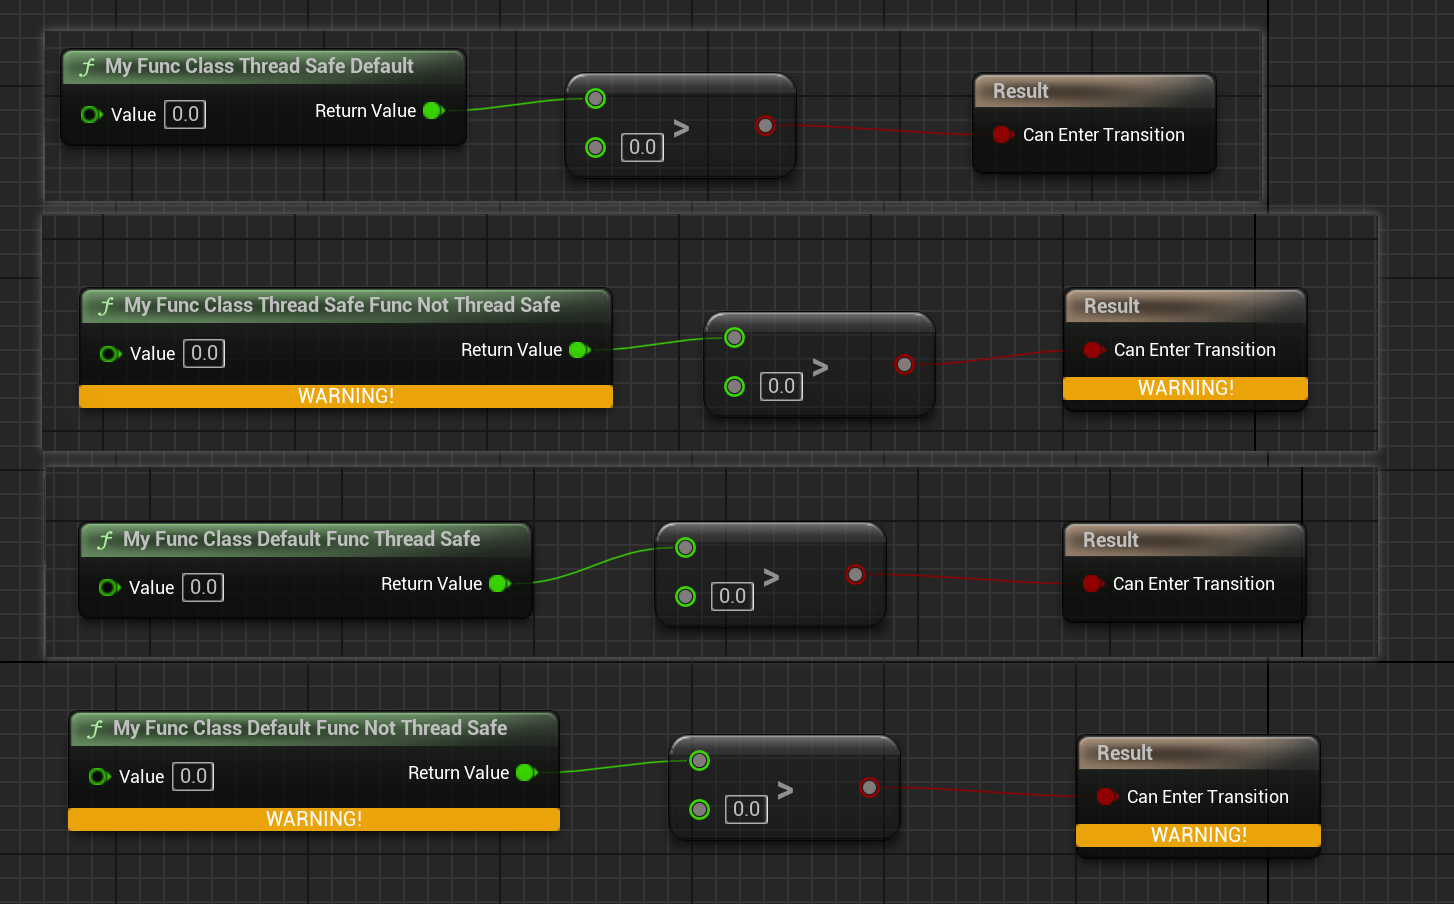 f My Func Class Thread Safe Default
Value 0.0 Return Value
0.0 >
Result
Can Enter Transition
f My Func Class Thread Safe Func Not Thread Safe
Value 0.0 Return Value
WARNING!
0.0 >
Result
Can Enter Transition
WARNING!
f My Func Class Default Func Thread Safe
Value 0.0 Return Value
0.0 >
Result
Can Enter Transition
f My Func Class Default Func Not Thread Safe
Value 0.0 Return Value
WARNING!
0.0 >
Result
Can Enter Transition
WARNING!